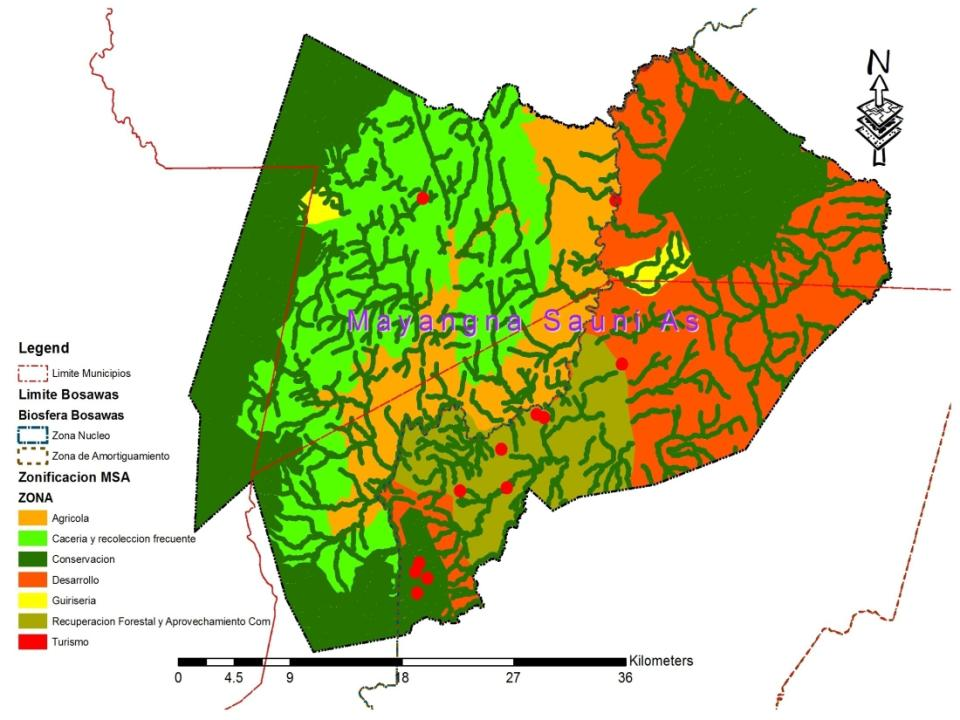 N
Mayangna Sauni As
Legend
Limite Municipios
Limite Bosawas
Biosfera Bosawas
Zona Nucleo
Zona de Amortiguamiento
Zonificacion MSA
ZONA
Agricola
Caceria y recoleccion frecuente
Conservacion
Desarrollo
Guiriseria
Recuperacion Forestal y Aprovechamiento Com
Turismo
Kilometers
0 4.5 9 18 27 36